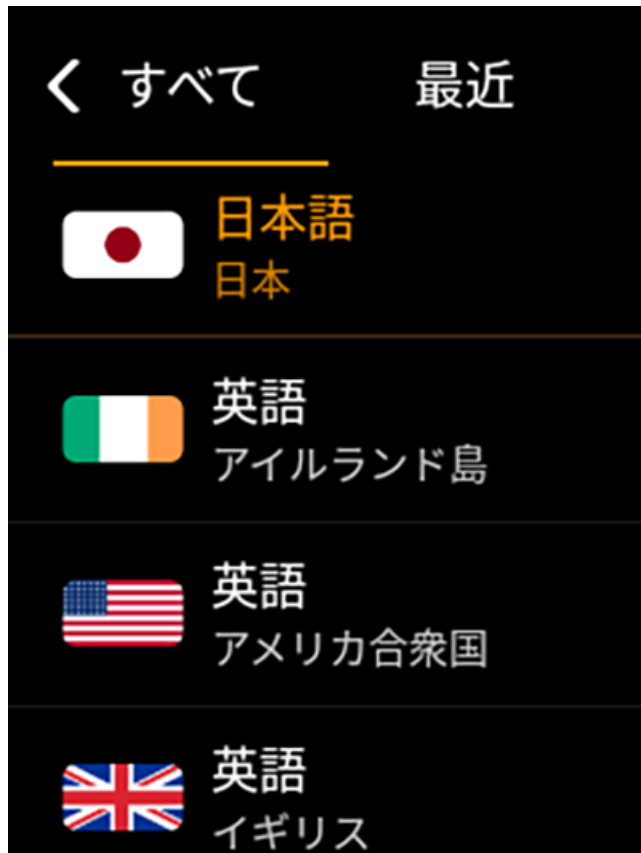 すべて 最近
日本語
日本
英語
アイルランド島
英語
アメリカ合衆国
英語
イギリス